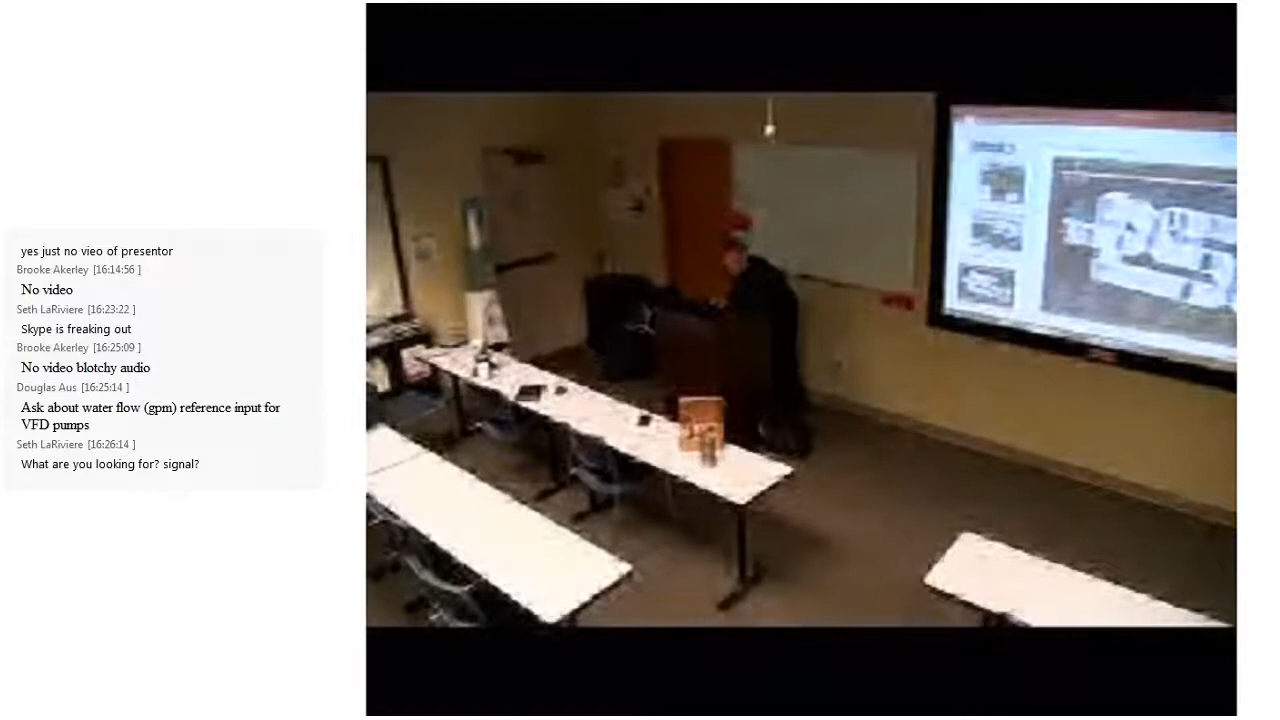 yes just no vieo of presentor
Brooke Akerley [16:14:56 ]
No video
Seth LaRiviere [16:23:22 ]
Skype is freaking out
Brooke Akerley [16:25:09 ]
No video blotchy audio
Douglas Aus [16:25:14 ]
Ask about water flow (gpm) reference input for
VFD pumps
Seth LaRiviere [16:26:14 ]
What are you looking for? signal?